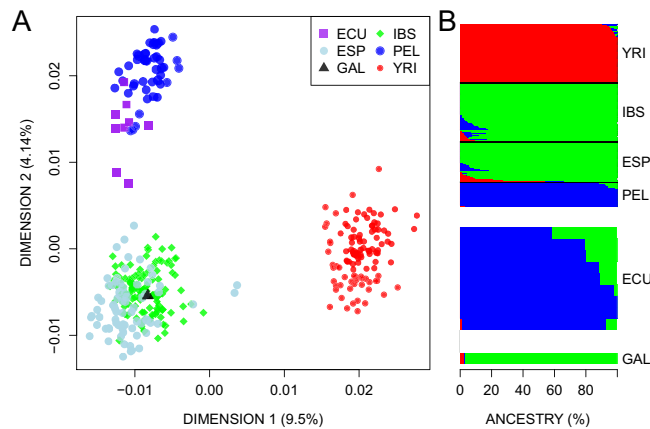 A
B
ECU IBS
ESP PEL
GAL YRI
0.02
0.01
0.00
−0.01
DIMENSION 2 (4.14%)
−0.01 0.00 0.01 0.02
DIMENSION 1 (9.5%)
YRI
IBS
ESP
PEL
ECU
GAL
0 20 40 60 80
ANCESTRY (%)